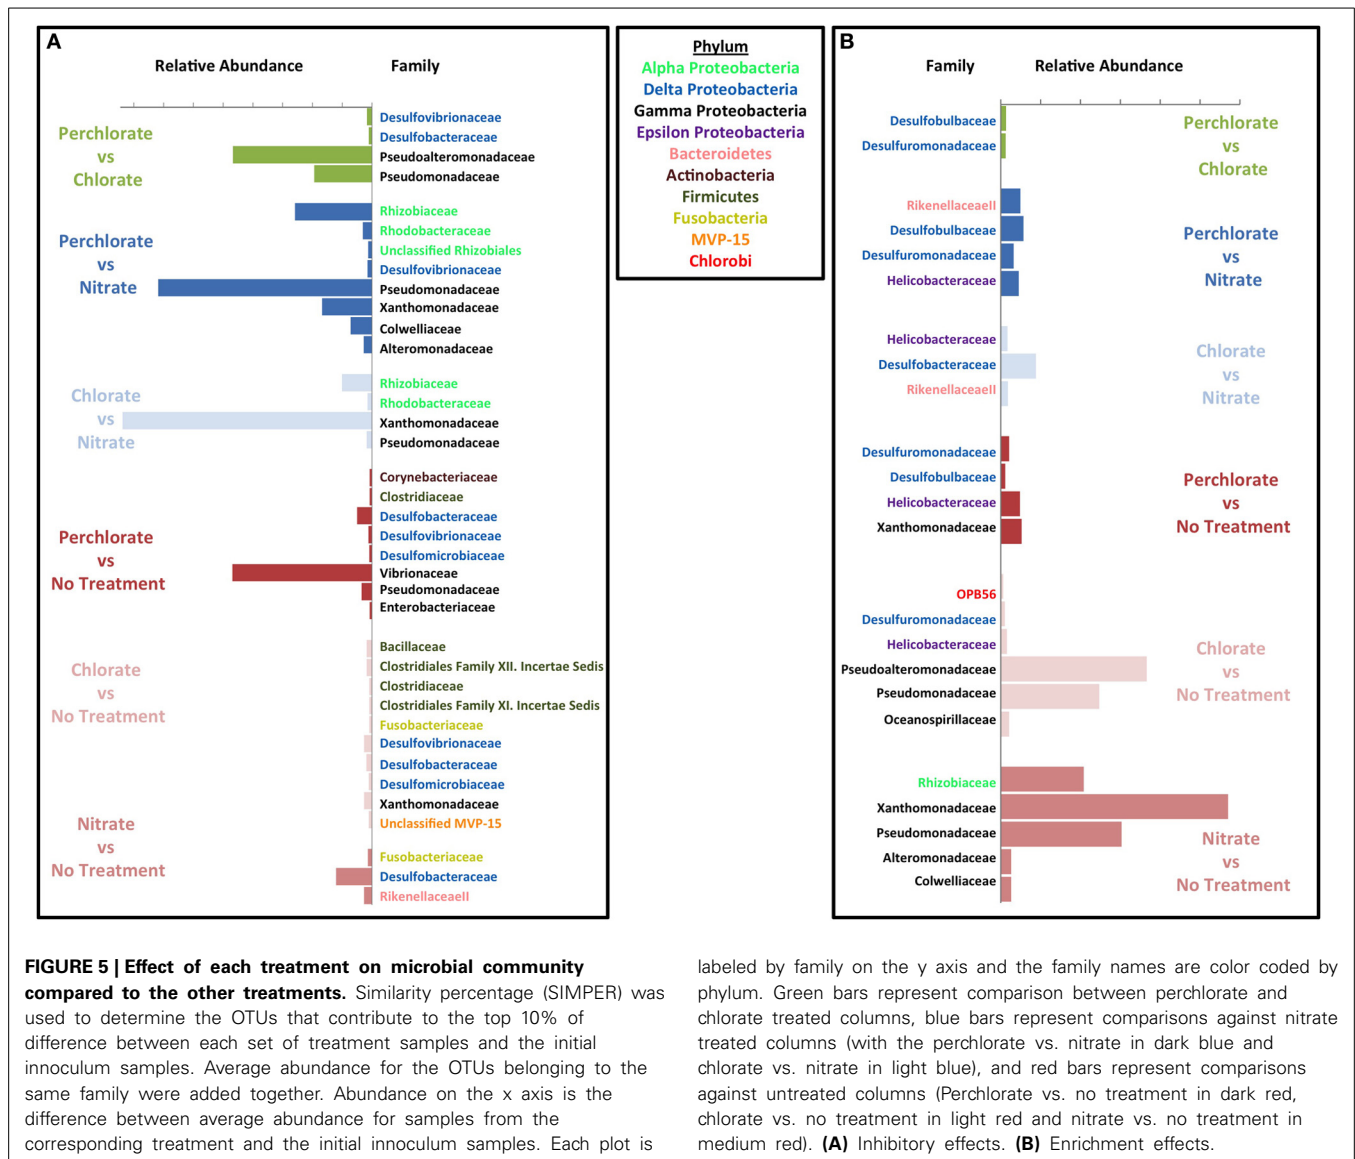 A
Relative Abundance
Family
Perchlorate
vs
Chlorate
Desulfovibrionaceae
Desulfobacteraceae
Pseudoalteromonadaceae
Pseudomonadaceae
Perchlorate
vs
Nitrate
Rhizobiaceae
Rhodobacteraceae
Unclassified Rhizobiales
Desulfovibrionaceae
Pseudomonadaceae
Xanthomonadaceae
Colwelliaceae
Alteromonadaceae
Chlorate
vs
Nitrate
Rhizobiaceae
Rhodobacteraceae
Xanthomonadaceae
Pseudomonadaceae
Perchlorate
vs
No Treatment
Corynebacteriaceae
Clostridiaceae
Desulfobacteraceae
Desulfovibrionaceae
Desulfomicrobiaceae
Vibrionaceae
Pseudomonadaceae
Enterobacteriaceae
Chlorate
vs
No Treatment
Bacillaceae
Clostridiales Family XII. Incertae Sedis
Clostridiaceae
Clostridiales Family XI. Incertae Sedis
Fusobacteriaceae
Desulfovibrionaceae
Desulfobacteraceae
Desulfomicrobiaceae
Xanthomonadaceae
Unclassified MVP-15
Nitrate
vs
No Treatment
Fusobacteriaceae
Desulfobacteraceae
RikenellaceaeII
Phylum
Alpha Proteobacteria
Delta Proteobacteria
Gamma Proteobacteria
Epsilon Proteobacteria
Bacteroidetes
Actinobacteria
Firmicutes
Fusobacteria
MVP-15
Chlorobi
B
Family
Relative Abundance
Desulfobulbaceae
Desulfuromonadaceae
Perchlorate
vs
Chlorate
RikenellaceaeII
Desulfobulbaceae
Desulfuromonadaceae
Helicobacteraceae
Perchlorate
vs
Nitrate
Helicobacteraceae
Desulfobacteraceae
RikenellaceaeII
Chlorate
vs
Nitrate
Desulfuromonadaceae
Desulfobulbaceae
Helicobacteraceae
Xanthomonadaceae
Perchlorate
vs
No Treatment
OPB56
Desulfuromonadaceae
Helicobacteraceae
Pseudoalteromonadaceae
Pseudomonadaceae
Oceanospirillaceae
Chlorate
vs
No Treatment
Rhizobiaceae
Xanthomonadaceae
Pseudomonadaceae
Alteromonadaceae
Colwelliaceae
Nitrate
vs
No Treatment
FIGURE 5 | Effect of each treatment on microbial community
compared to the other treatments. Similarity percentage (SIMPER) was
used to determine the OTUs that contribute to the top 10% of
difference between each set of treatment samples and the initial
innoculum samples. Average abundance for the OTUs belonging to the
same family were added together. Abundance on the x axis is the
difference between average abundance for samples from the
corresponding treatment and the initial innoculum samples. Each plot is
labeled by family on the y axis and the family names are color coded by
phylum. Green bars represent comparison between perchlorate and
chlorate treated columns, blue bars represent comparisons against nitrate
treated columns (with the perchlorate vs. nitrate in dark blue and
chlorate vs. nitrate in light blue), and red bars represent comparisons
against untreated columns (Perchlorate vs. no treatment in dark red,
chlorate vs. no treatment in light red and nitrate vs. no treatment in
medium red). (A) Inhibitory effects. (B) Enrichment effects.